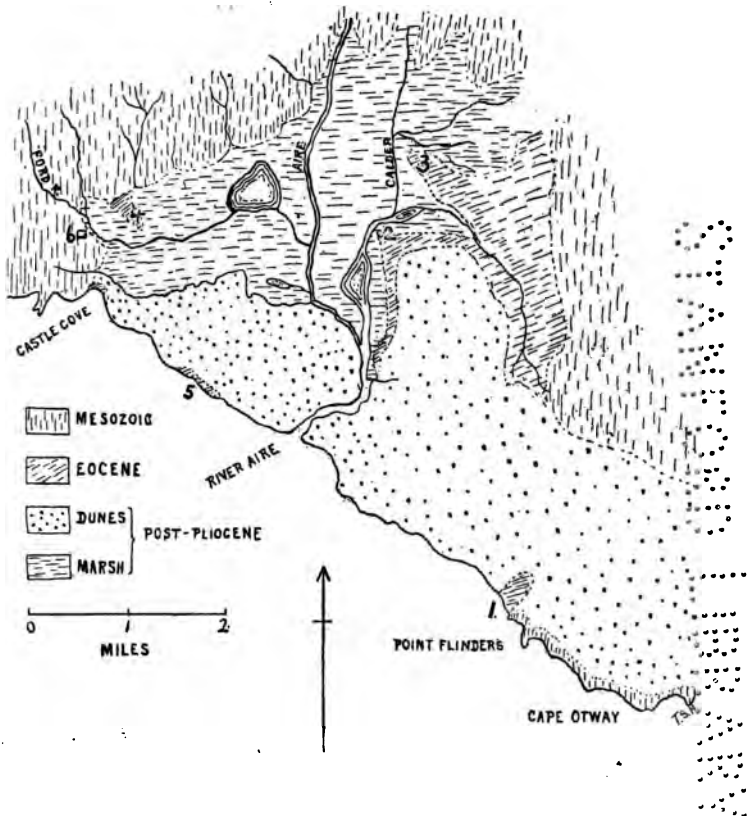 AIRE
CALDER
FORD R.
3
6
CASTLE COVE
5
RIVER AIRE
MESOZOIC
EOCENE
DUNES
POST-PLIOCENE
MARSH
0 1 2
MILES
1.
POINT FLINDERS
CAPE OTWAY
T.S.H.